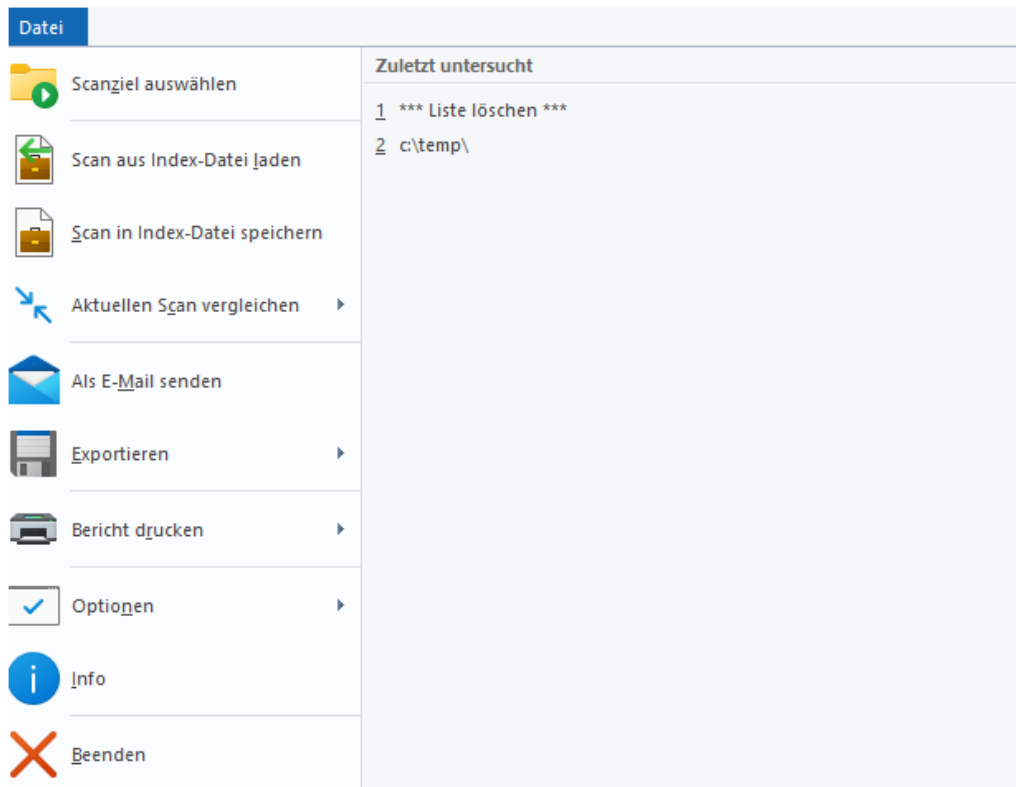 Datei
Scanziel auswählen
Scan aus Index-Datei laden
Scan in Index-Datei speichern
Aktuellen Scan vergleichen
Als E-Mail senden
Exportieren
Bericht drucken
Optionen
Info
Beenden
Zuletzt untersucht
1 *** Liste löschen ***
2 c:\temp\